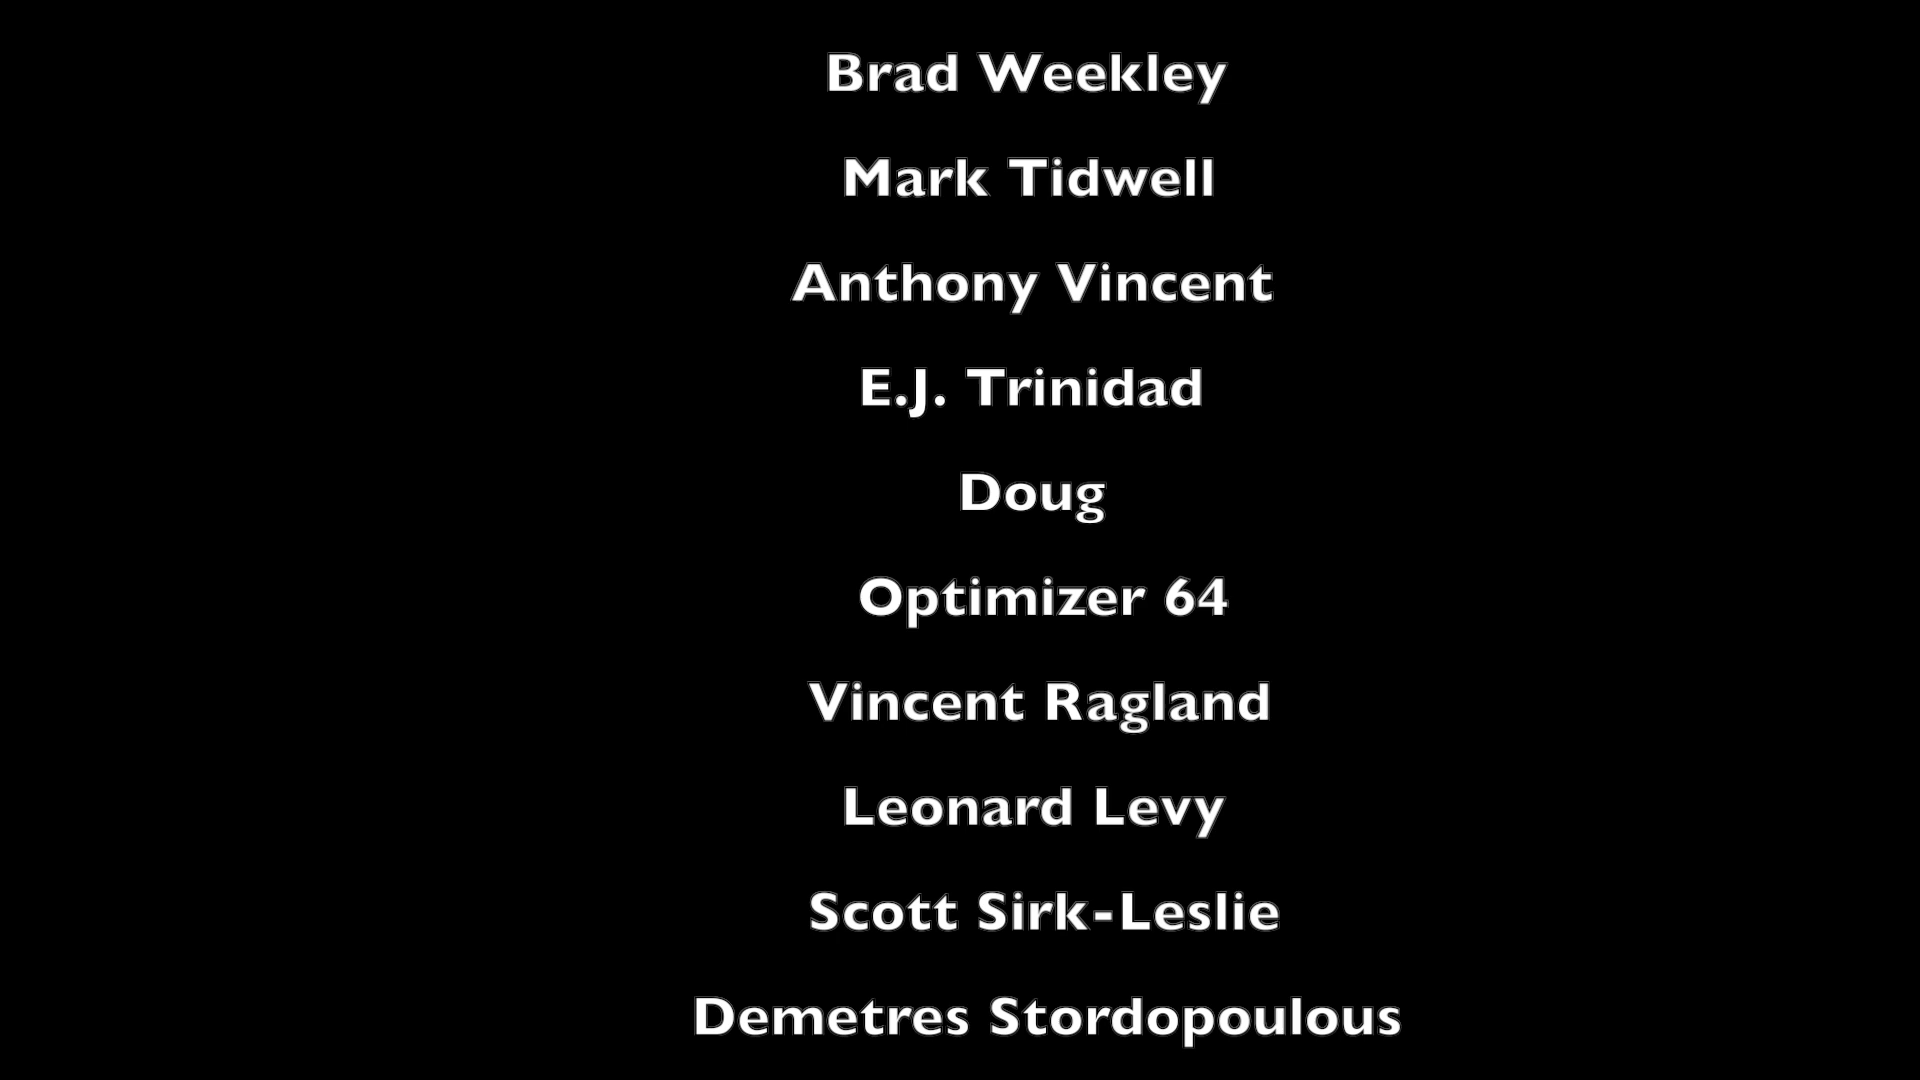 Brad Weekley
Mark Tidwell
Anthony Vincent
E.J. Trinidad
Doug
Optimizer 64
Vincent Ragland
Leonard Levy
Scott Sirk-Leslie
Demetres Stordopoulous